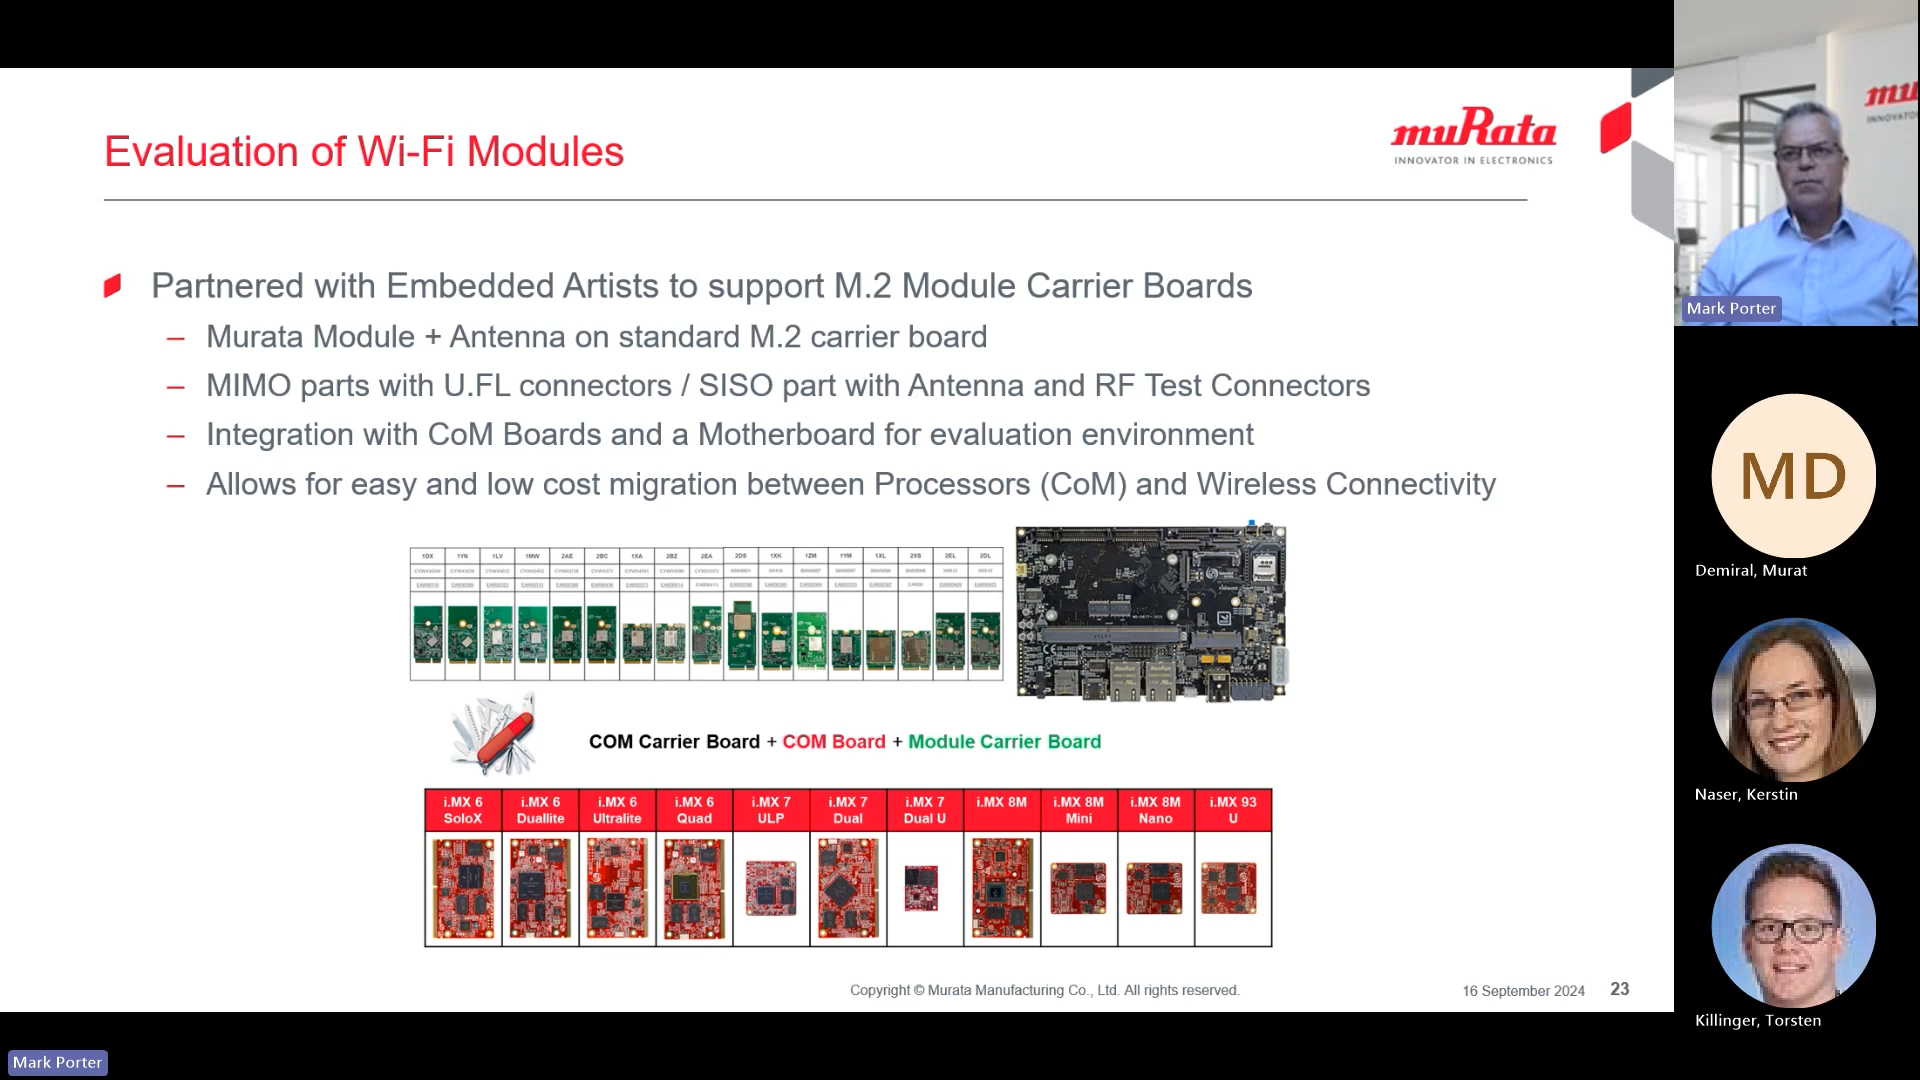 Evaluation of Wi-Fi Modules
muRata
INNOVATOR IN ELECTRONICS
Partnered with Embedded Artists to support M.2 Module Carrier Boards
– Murata Module + Antenna on standard M.2 carrier board
– MIMO parts with U.FL connectors / SISO part with Antenna and RF Test Connectors
– Integration with CoM Boards and a Motherboard for evaluation environment
– Allows for easy and low cost migration between Processors (CoM) and Wireless Connectivity
1DX 1YN 1LV 1MW 2AE 2BC 1XA 2BZ 2EA 2DS 1XK 1ZM 1YM 1XL 2XS 2EL 2DL
COM Carrier Board + COM Board + Module Carrier Board
i.MX 6 SoloX
i.MX 6 Duallite
i.MX 6 Ultralite
i.MX 6 Quad
i.MX 7 ULP
i.MX 7 Dual
i.MX 7 Dual U
i.MX 8M
i.MX 8M Mini
i.MX 8M Nano
i.MX 93 U
Copyright © Murata Manufacturing Co., Ltd. All rights reserved.
16 September 2024
23
Mark Porter
MD
Demiral, Murat
Naser, Kerstin
Killinger, Torsten
Mark Porter